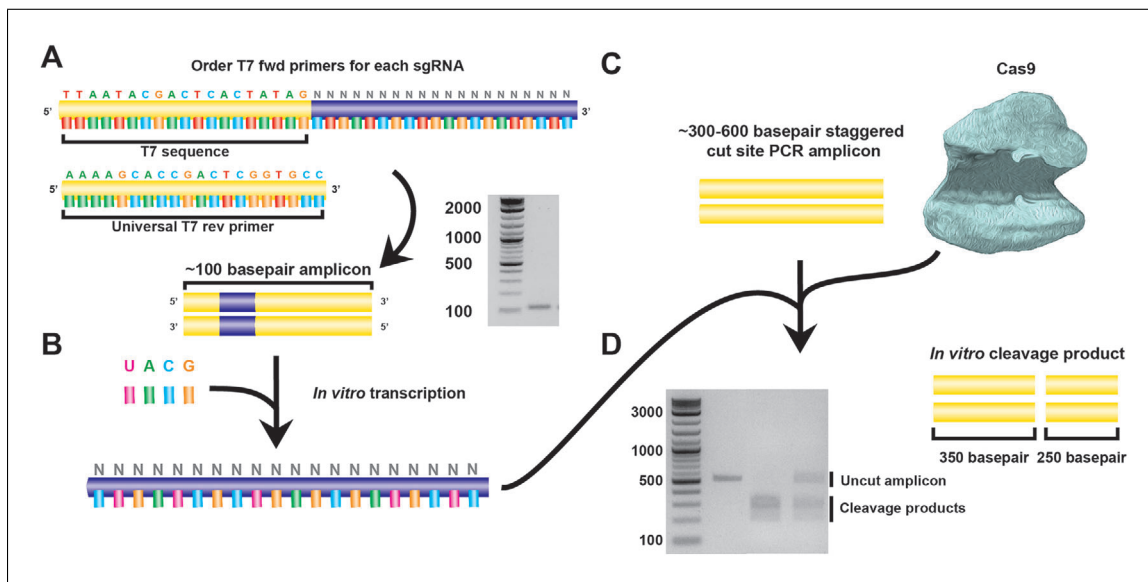 A
Order T7 fwd primers for each sgRNA
T T A A T A C G A C T C A C T A T A G N N N N N N N N N N N N N N N N N N N N
5' 3'
T7 sequence
A A A A G C A C C G A C T C G G T G C C
5' 3'
Universal T7 rev primer
~100 basepair amplicon
5' 3'
3' 5'
2000
1000
500
100
B
U A C G
In vitro transcription
N N N N N N N N N N N N N N N N N N N N
C
Cas9
~300-600 basepair staggered
cut site PCR amplicon
D
3000
1000
500
100
Uncut amplicon
Cleavage products
In vitro cleavage product
350 basepair 250 basepair